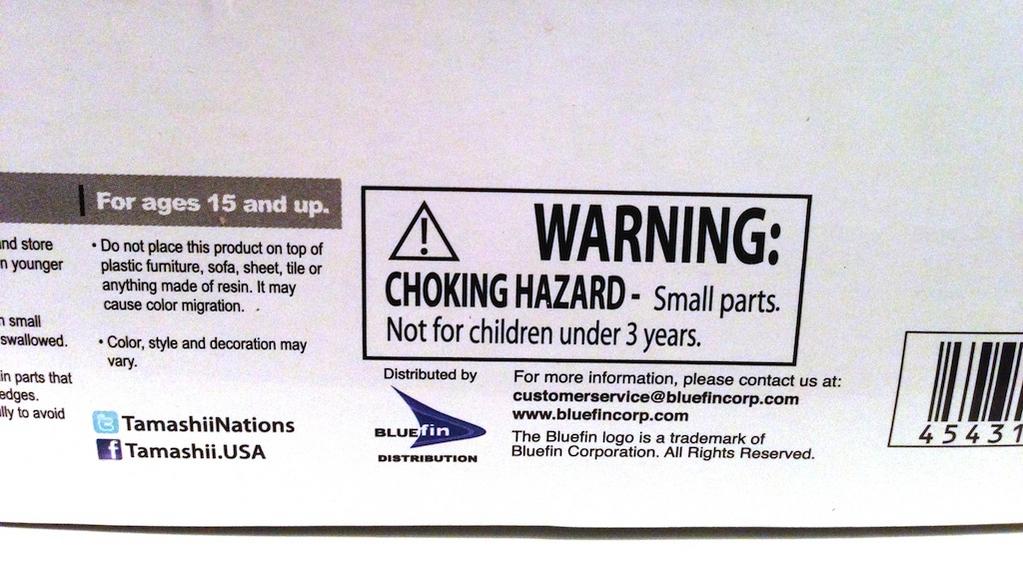 For ages 15 and up.
nd store
n younger
n small
swallowed.
in parts that
edges.
lly to avoid
• Do not place this product on top of
plastic furniture, sofa, sheet, tile or
anything made of resin. It may
cause color migration.
• Color, style and decoration may
vary.
TamashiiNations
f Tamashii.USA
WARNING:
CHOKING HAZARD - Small parts.
Not for children under 3 years.
Distributed by
BLUEfin
DISTRIBUTION
For more information, please contact us at:
customerservice@bluefincorp.com
www.bluefincorp.com
The Bluefin logo is a trademark of
Bluefin Corporation. All Rights Reserved.
45431